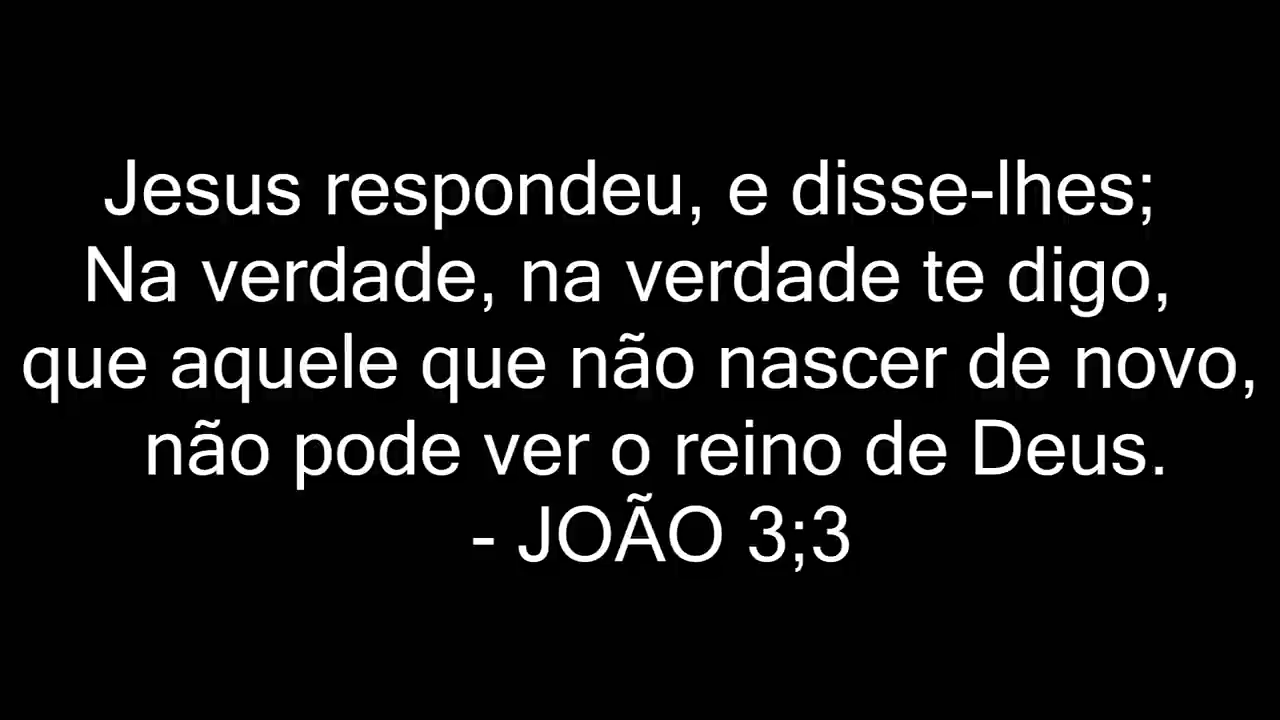 Jesus respondeu, e disse-lhes;
Na verdade, na verdade te digo,
que aquele que não nascer de novo,
não pode ver o reino de Deus.
- JOÃO 3;3